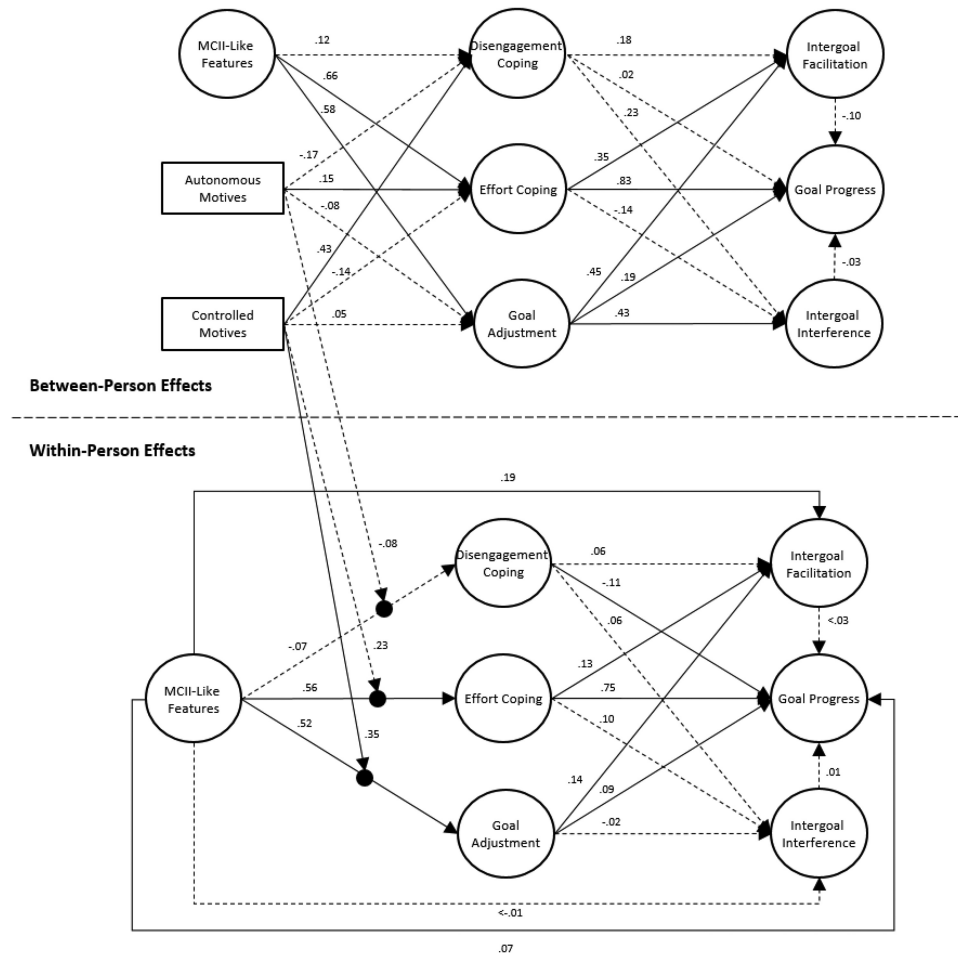 MCII-Like
Features
.12
Disengagement
Coping
.18
Intergoal
Facilitation
.66
.02
.58
.23
-.10
-.17
Autonomous
Motives
.15
Effort Coping
.35
.83
Goal Progress
-.08
-.14
.43
-.14
.45
.19
-.03
Controlled
Motives
.05
Goal
Adjustment
.43
Intergoal
Interference
Between-Person Effects
Within-Person Effects
.19
-.08
Disengagement
Coping
.06
Intergoal
Facilitation
-.11
.06
<.03
-.07
.23
MCII-Like
Features
.56
Effort Coping
.13
.75
Goal Progress
.52
.10
.35
.14
.09
.01
Goal
Adjustment
-.02
Intergoal
Interference
<-.01
.07